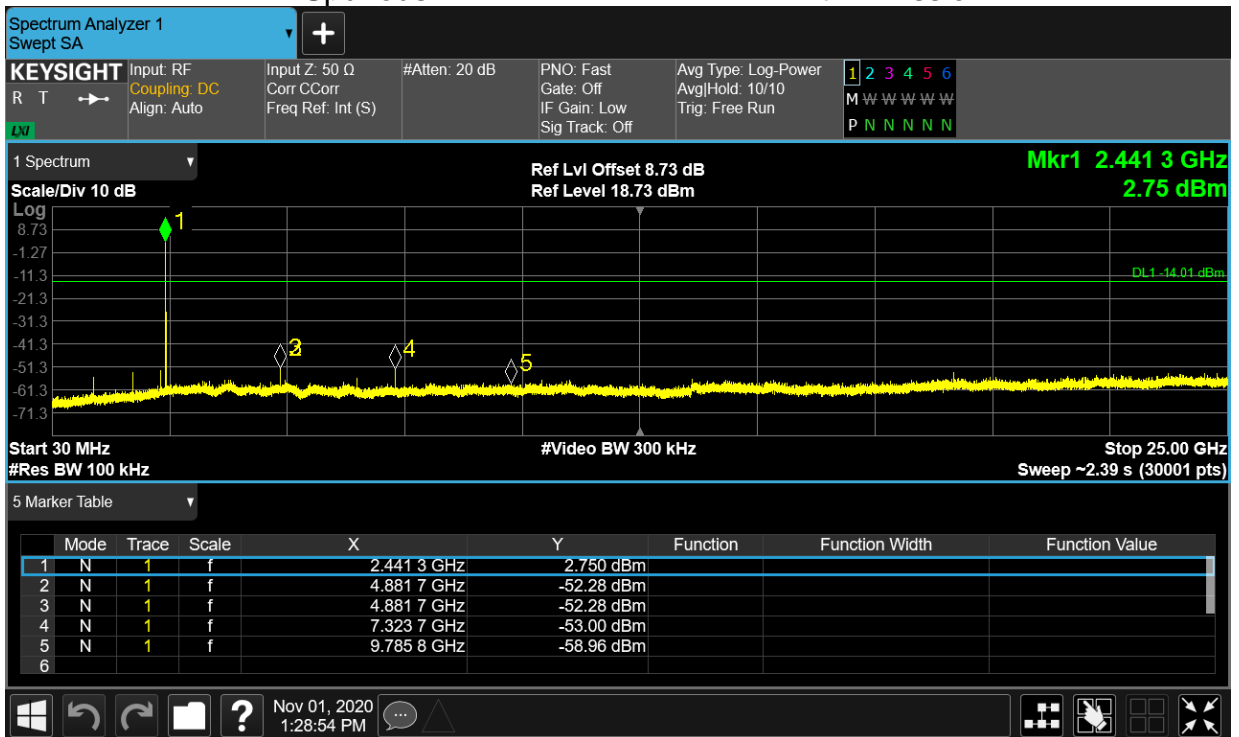 Spectrum Analyzer 1
Swept SA
+
KEYSIGHT Input: RF Input Z: 50 Ω #Atten: 20 dB PNO: Fast Avg Type: Log-Power 1 2 3 4 5 6
R T Coupling: DC Corr CCorr Gate: Off Avg|Hold: 10/10 M W W W W W
Align: Auto Freq Ref: Int (S) IF Gain: Low Trig: Free Run
LXI Sig Track: Off P N N N N N
1 Spectrum Ref Lvl Offset 8.73 dB Mkr1 2.441 3 GHz
Scale/Div 10 dB Ref Level 18.73 dBm 2.75 dBm
Log
1
8.73
-1.27
-11.3 DL1 -14.01 dBm
-21.3
-31.3
-41.3
4
-51.3
5
-61.3
-71.3
Start 30 MHz #Video BW 300 kHz Stop 25.00 GHz
#Res BW 100 kHz Sweep ~2.39 s (30001 pts)
5 Marker Table
Mode Trace Scale X Y Function Function Width Function Value
1 N 1 f 2.441 3 GHz 2.750 dBm
2 N 1 f 4.881 7 GHz -52.28 dBm
3 N 1 f 4.881 7 GHz -52.28 dBm
4 N 1 f 7.323 7 GHz -53.00 dBm
5 N 1 f 9.785 8 GHz -58.96 dBm
6
? Nov 01, 2020
1:28:54 PM